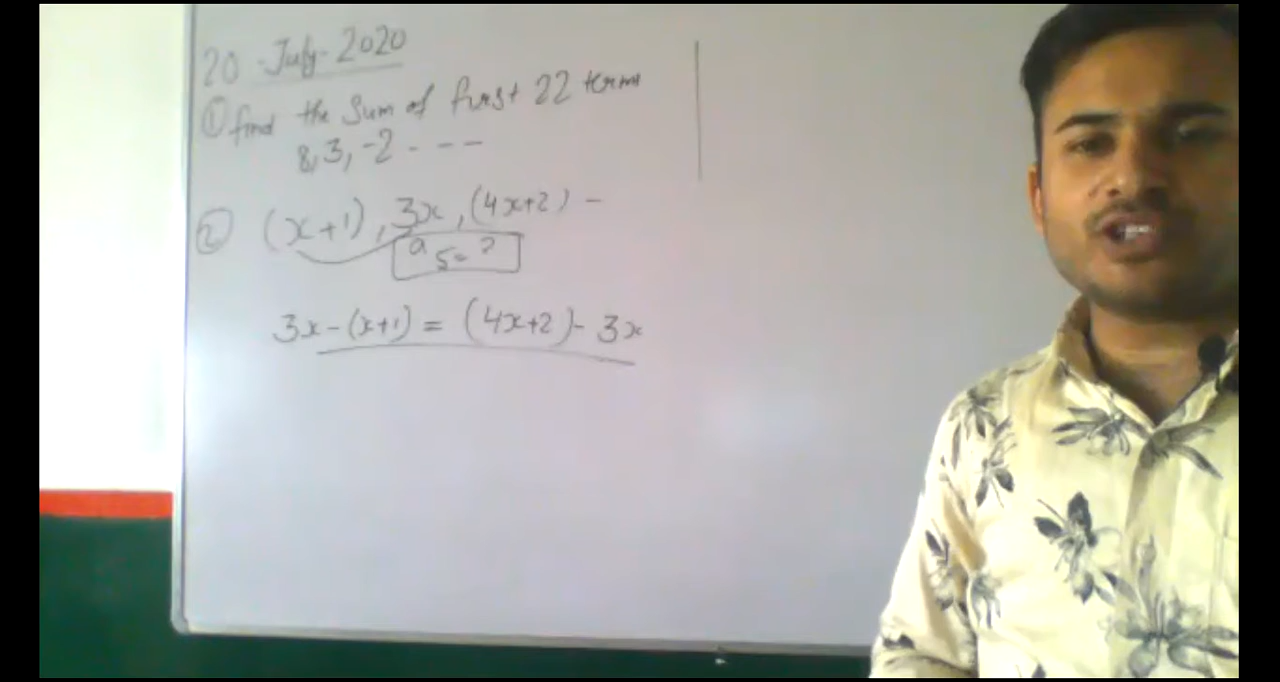 20 - July - 2020
① find the Sum of first 22 term
8, 3, -2 - - -
② (x+1), 3x, (4x+2) -
a5 = ?
3x - (x+1) = (4x+2) - 3x